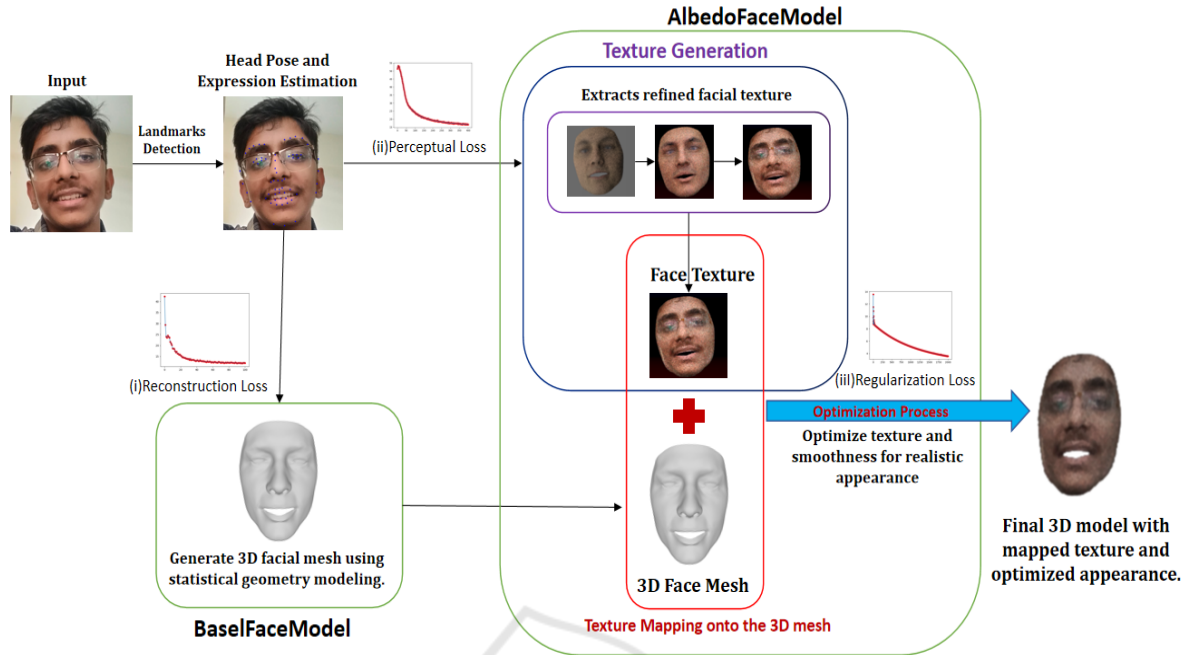 AlbedoFaceModel
Texture Generation
Input
Head Pose and
Expression Estimation
Landmarks
Detection
(ii)Perceptual Loss
Extracts refined facial texture
Face Texture
(i)Reconstruction Loss
(iiI)Regularization Loss
Optimization Process
Optimize texture and
smoothness for realistic
appearance
Generate 3D facial mesh using
statistical geometry modeling.
3D Face Mesh
Final 3D model with
mapped texture and
optimized appearance.
BaselFaceModel
Texture Mapping onto the 3D mesh